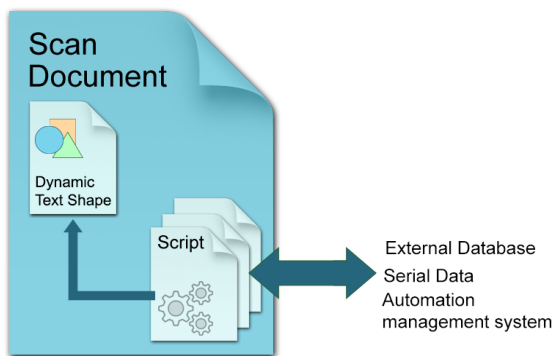 Scan
Document
Dynamic
Text Shape
Script
External Database
Serial Data
Automation
management system